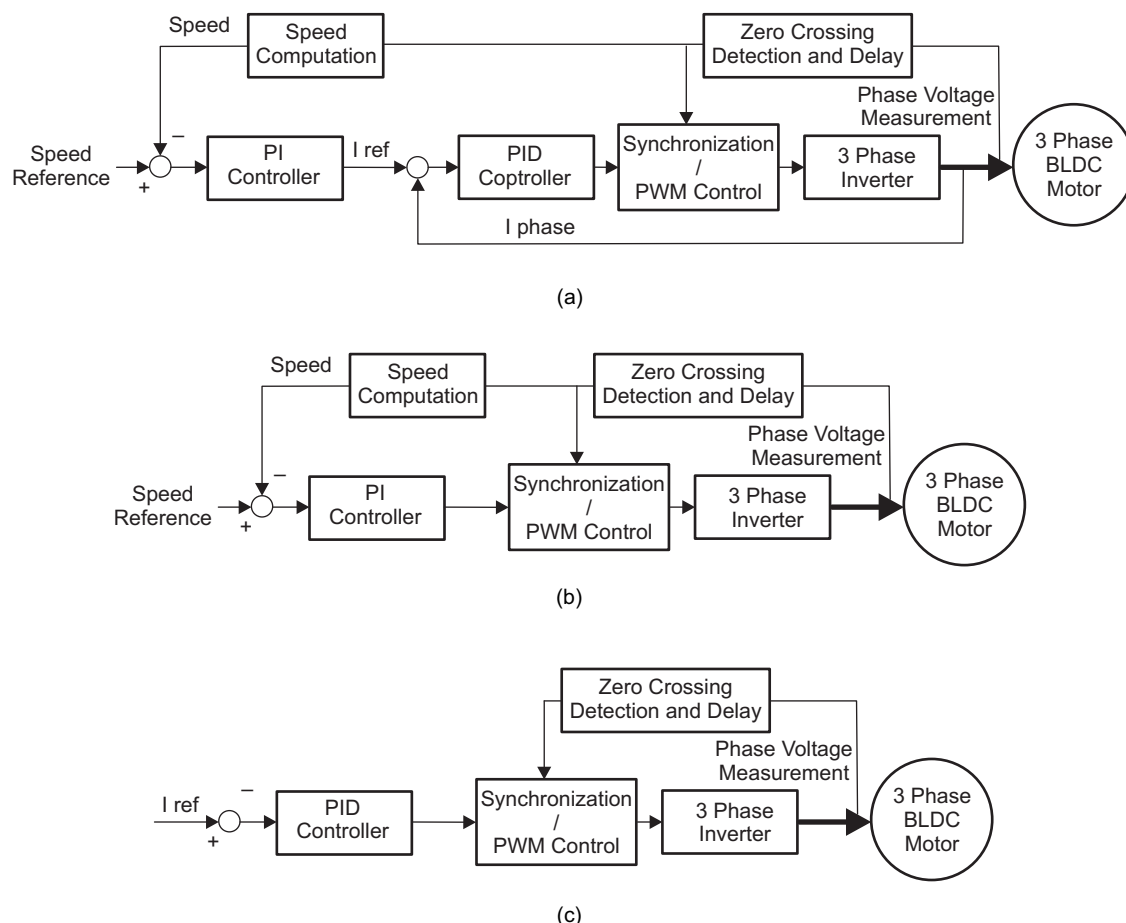 Speed
Speed
Computation
Zero Crossing
Detection and Delay
Phase Voltage
Measurement
Speed
Reference
–
+
PI
Controller
I ref
PID
Coptroller
Synchronization
/
PWM Control
3 Phase
Inverter
3 Phase
BLDC
Motor
I phase
(a)
Speed
Speed
Computation
Zero Crossing
Detection and Delay
Phase Voltage
Measurement
Speed
Reference
–
+
PI
Controller
Synchronization
/
PWM Control
3 Phase
Inverter
3 Phase
BLDC
Motor
(b)
Zero Crossing
Detection and Delay
Phase Voltage
Measurement
I ref
–
+
PID
Controller
Synchronization
/
PWM Control
3 Phase
Inverter
3 Phase
BLDC
Motor
(c)